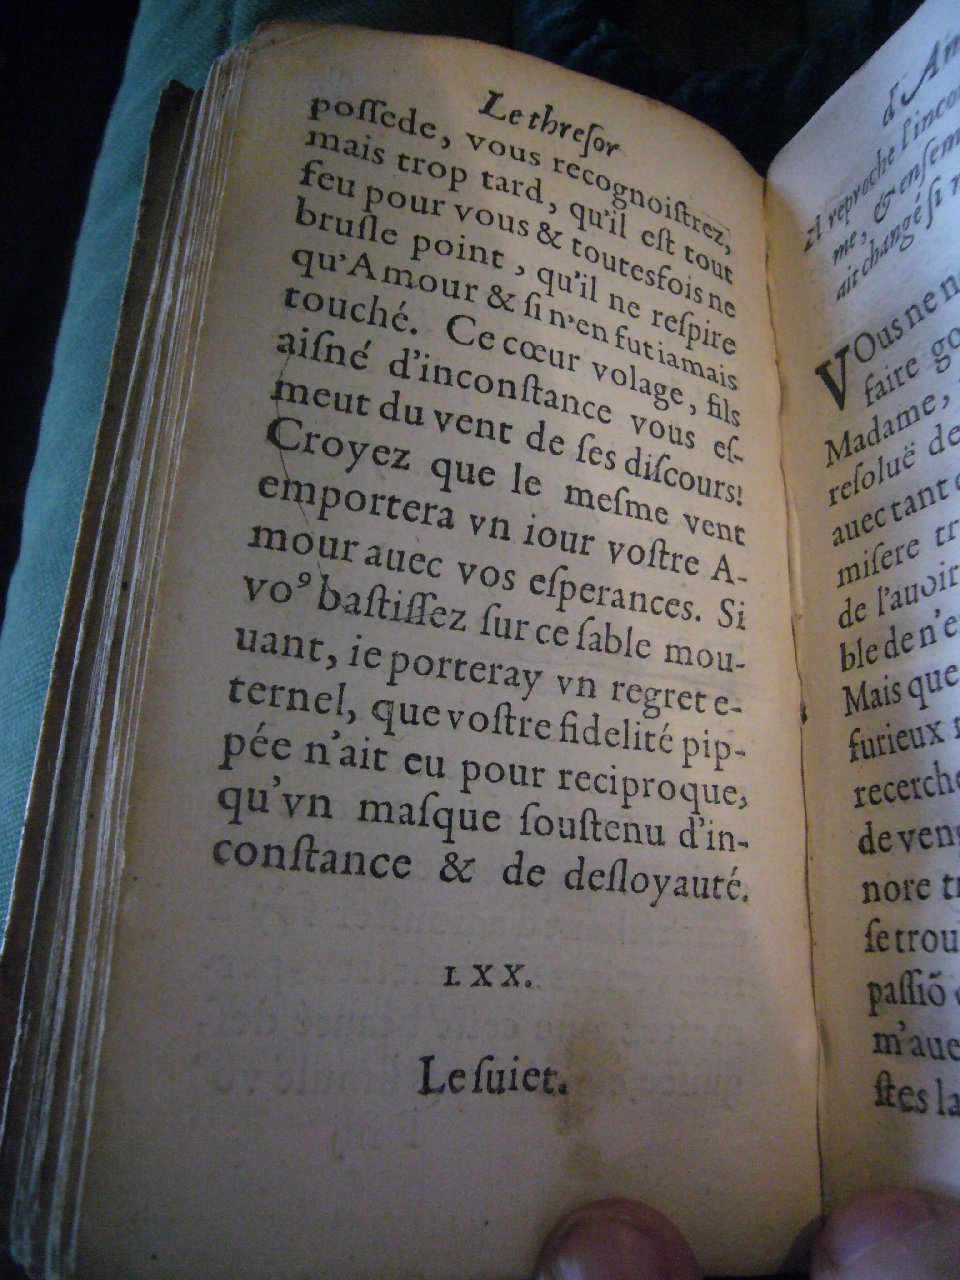 Le thresor
possede, vous recognoistrez,
mais trop tard, qu'il est tout
feu pour vous & toutesfois ne
brusle point, qu'il ne respire
qu'Amour & si n'en fut iamais
touché. Ce cœur volage, fils
aisné d'inconstance vous es-
meut du vent de ses discours:
Croyez que le mesme vent
emportera vn iour vostre A-
mour auec vos esperances. Si
voꝰ bastissez sur ce sable mou-
uant, ie porteray vn regret e-
ternel, que vostre fidelité pip-
pée n'ait eu pour reciproque,
qu'vn masque soustenu d'in-
constance & de desloyauté.
LXX.
Le suiet.
d'Am
reproche l'inco
me, & ensem
ait changé si
VOus ne n
faire go
Madame,
resoluë de
auec tant
misere tr
de l'auoir
ble de n'e
Mais que
furieux
recerche
de veng
nore tr
se trou
passiõ
m'aue
stes la